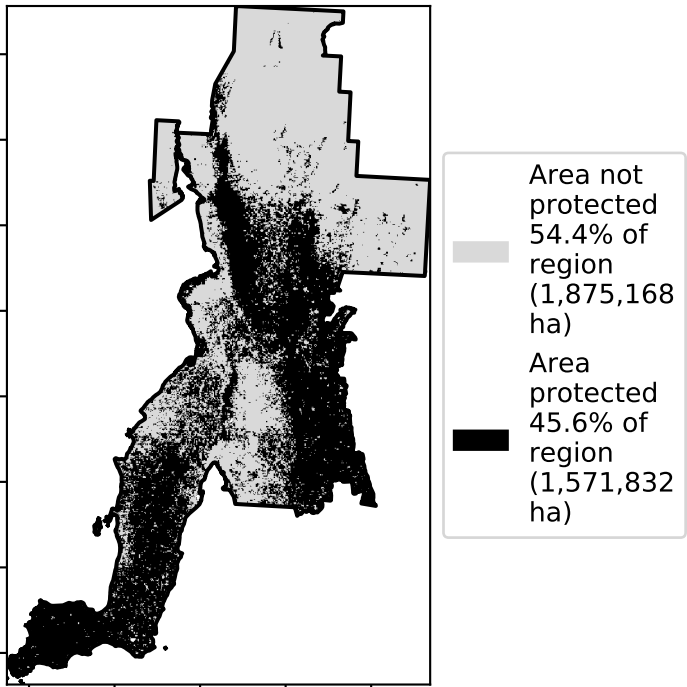 Area not
protected
54.4% of
region
(1,875,168
ha)
Area
protected
45.6% of
region
(1,571,832
ha)